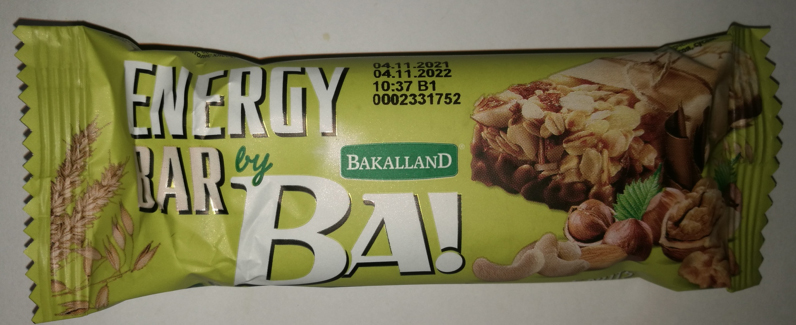 ENERGY
BAR by
BA!
BAKALLAND
04.11.2021
04.11.2022
10:37 B1
0002331752